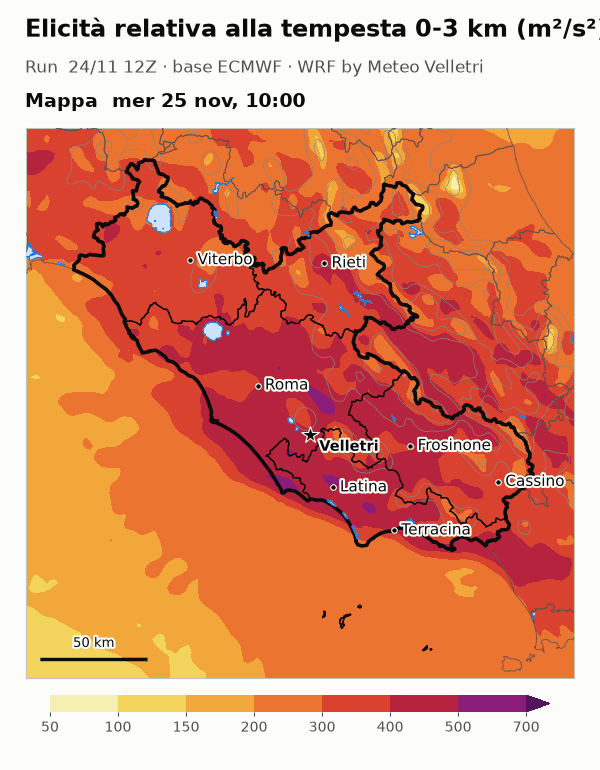 Elicità relativa alla tempesta 0-3 km (m²/s²)
Run 24/11 12Z · base ECMWF · WRF by Meteo Velletri
Mappa mer 25 nov, 10:00
Viterbo
Rieti
Roma
Velletri
Frosinone
Cassino
Latina
Terracina
50 km
50 100 150 200 300 400 500 700